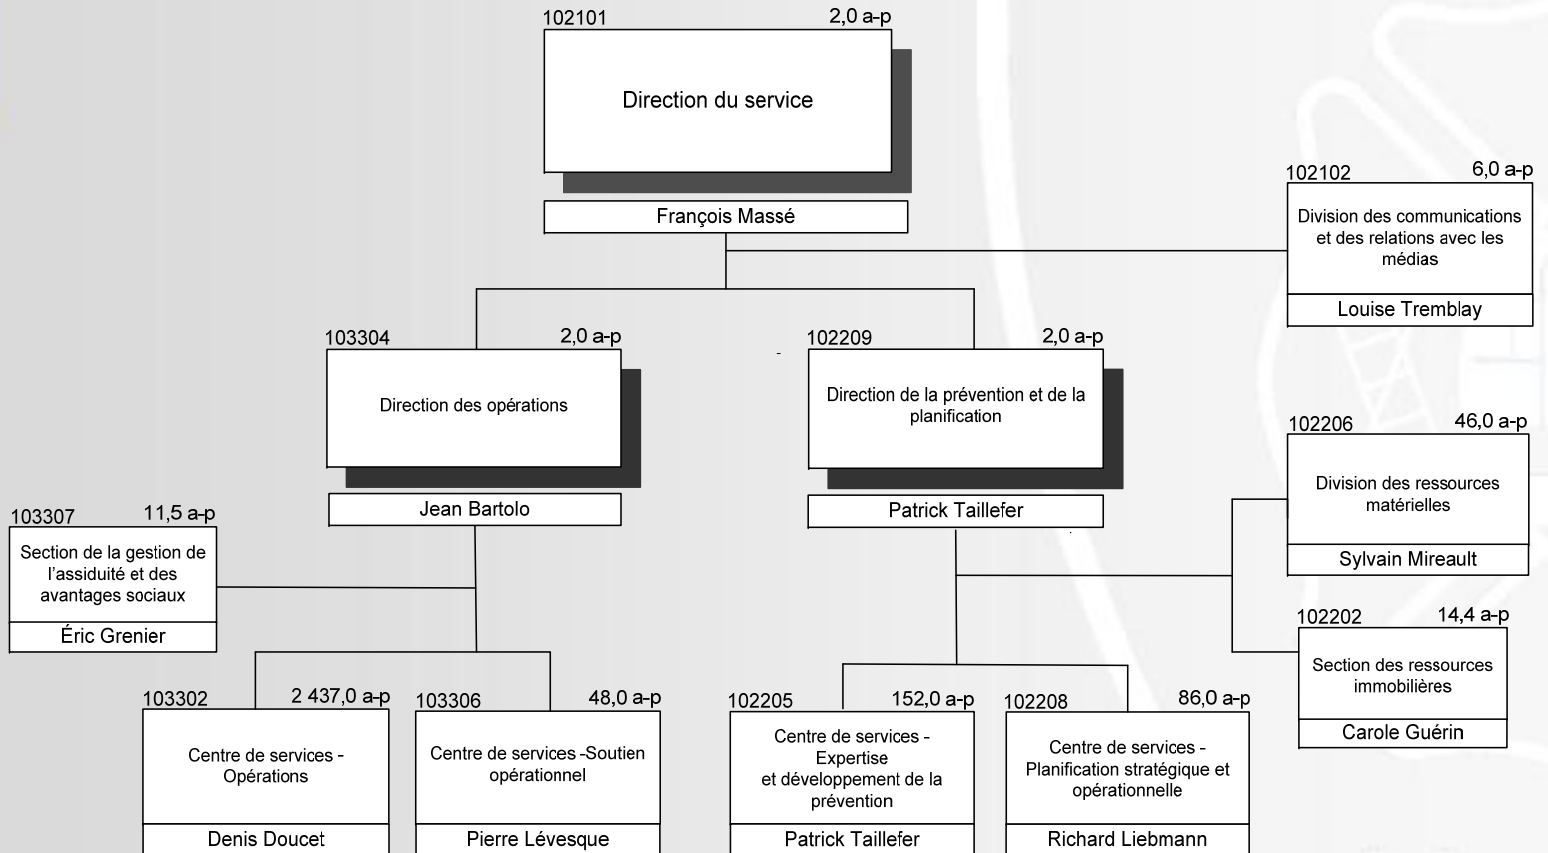 102101 2,0 a-p
Direction du service
François Massé
102102 6,0 a-p
Division des communications
et des relations avec les
médias
Louise Tremblay
103304 2,0 a-p
Direction des opérations
Jean Bartolo
102209 2,0 a-p
Direction de la prévention et de la
planification
Patrick Taillefer
102206 46,0 a-p
Division des ressources
matérielles
Sylvain Mireault
103307 11,5 a-p
Section de la gestion de
l'assiduité et des
avantages sociaux
Éric Grenier
102202 14,4 a-p
Section des ressources
immobilières
Carole Guérin
103302 2 437,0 a-p
Centre de services -
Opérations
Denis Doucet
103306 48,0 a-p
Centre de services -Soutien
opérationnel
Pierre Lévesque
102205 152,0 a-p
Centre de services -
Expertise
et développement de la
prévention
Patrick Taillefer
102208 86,0 a-p
Centre de services -
Planification stratégique et
opérationnelle
Richard Liebmann